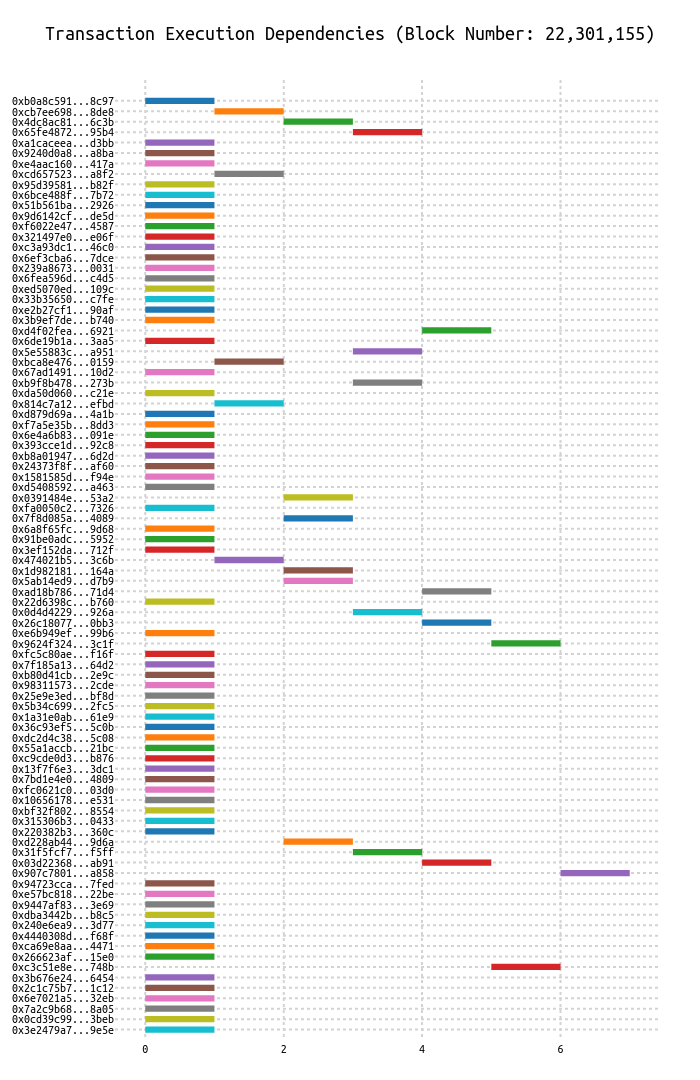 Transaction Execution Dependencies (Block Number: 22,301,155)
0xb0a8c591...8c97
0xcb7ee698...8de8
0x4dc8ac81...6c3b
0x65fe4872...95b4
0xa1caceea...d3bb
0x9240d0a8...a8ba
0xe4aac160...417a
0xcd657523...a8f2
0x95d39581...b82f
0x6bce488f...7b72
0x51b561ba...2926
0x9d6142cf...de5d
0xf6022e47...4587
0x321497e0...e06f
0xc3a93dc1...46c0
0x6ef3cba6...7dce
0x239a8673...0031
0x6fea596d...c4d5
0xed5070ed...109c
0x33b35650...c7fe
0xe2b27cf1...90af
0x3b9ef7de...b740
0xd4f02fea...6921
0x6de19b1a...3aa5
0x5e55883c...a951
0xbca8e476...0159
0x67ad1491...10d2
0xb9f8b478...273b
0xda50d060...c21e
0x814c7a12...efbd
0xd879d69a...4a1b
0xf7a5e35b...8dd3
0x6e4a6b83...091e
0x393cce1d...92c8
0xb8a01947...6d2d
0x24373f8f...af60
0x1581585d...f94e
0xd5408592...a463
0x0391484e...53a2
0xfa0050c2...7326
0x7f8d085a...4089
0x6a8f65fc...9d68
0x91be0adc...5952
0x3ef152da...712f
0x474021b5...3c6b
0x1d982181...164a
0x5ab14ed9...d7b9
0xad18b786...71d4
0x22d6398c...b760
0x0d4d4229...926a
0x26c18077...0bb3
0xe6b949ef...99b6
0x9624f324...3c1f
0xfc5c80ae...f16f
0x7f185a13...64d2
0xb80d41cb...2e9c
0x98311573...2cde
0x25e9e3ed...bf8d
0x5b34c699...2fc5
0x1a31e0ab...61e9
0x36c93ef5...5c0b
0xdc2d4c38...5c08
0x55a1accb...21bc
0xc9cde0d3...b876
0x13f7f6e3...3dc1
0x7bd1e4e0...4809
0xfc0621c0...03d0
0x10656178...e531
0xbf32f802...8554
0x315306b3...0433
0x220382b3...360c
0xd228ab44...9d6a
0x31f5fcf7...f5ff
0x03d22368...ab91
0x907c7801...a858
0x94723cca...7fed
0xe57bc818...22be
0x9447af83...3e69
0xdba3442b...b8c5
0x240e6ea9...3d77
0x4440308d...f68f
0xca69e8aa...4471
0x266623af...15e0
0xc3c51e8e...748b
0x3b676e24...6454
0x2c1c75b7...1c12
0x6e7021a5...32eb
0x7a2c9b68...8a05
0x0cd39c99...3beb
0x3e2479a7...9e5e
0 2 4 6